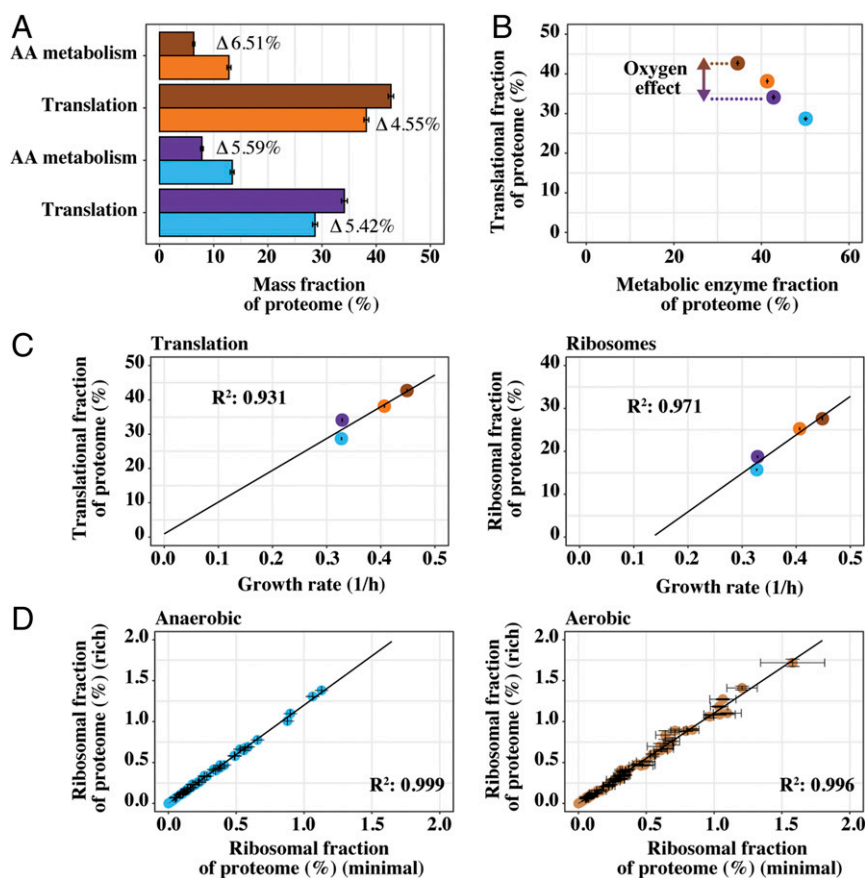 A
AA metabolism
Translation
AA metabolism
Translation
Δ 6.51%
Δ 4.55%
Δ 5.59%
Δ 5.42%
0 10 20 30 40 50
Mass fraction
of proteome (%)
B
Translational fraction
of proteome (%)
50
40
30
20
10
0
Oxygen
effect
0 20 40 60
Metabolic enzyme fraction
of proteome (%)
C
Translation
Translational fraction
of proteome (%)
50
40
30
20
10
0
R²: 0.931
0.0 0.1 0.2 0.3 0.4 0.5
Growth rate (1/h)
Ribosomes
Ribosomal fraction
of proteome (%)
40
30
20
10
0
R²: 0.971
0.0 0.1 0.3 0.4 0.5
Growth rate (1/h)
D
Anaerobic
Ribosomal fraction
of proteome (%) (rich)
2.0
1.5
1.0
0.5
0.0
R²: 0.999
0.0 0.5 1.0 1.5 2.0
Ribosomal fraction
of proteome (%) (minimal)
Aerobic
Ribosomal fraction
of proteome (%) (rich)
2.0
1.5
1.0
0.5
0.0
R²: 0.996
0.0 0.5 1.0 1.5 2.0
Ribosomal fraction
of proteome (%) (minimal)